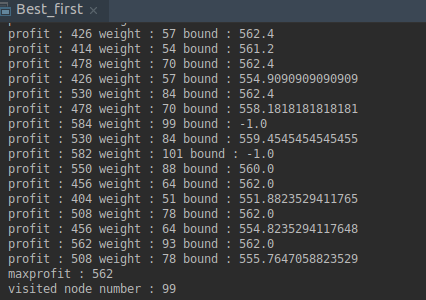 Best_first ×
profit : 426 weight : 57 bound : 562.4
profit : 414 weight : 54 bound : 561.2
profit : 478 weight : 70 bound : 562.4
profit : 426 weight : 57 bound : 554.9090909090909
profit : 530 weight : 84 bound : 562.4
profit : 478 weight : 70 bound : 558.1818181818181
profit : 584 weight : 99 bound : -1.0
profit : 530 weight : 84 bound : 559.4545454545455
profit : 582 weight : 101 bound : -1.0
profit : 550 weight : 88 bound : 560.0
profit : 456 weight : 64 bound : 562.0
profit : 404 weight : 51 bound : 551.8823529411765
profit : 508 weight : 78 bound : 562.0
profit : 456 weight : 64 bound : 554.8235294117648
profit : 562 weight : 93 bound : 562.0
profit : 508 weight : 78 bound : 555.7647058823529
maxprofit : 562
visited node number : 99